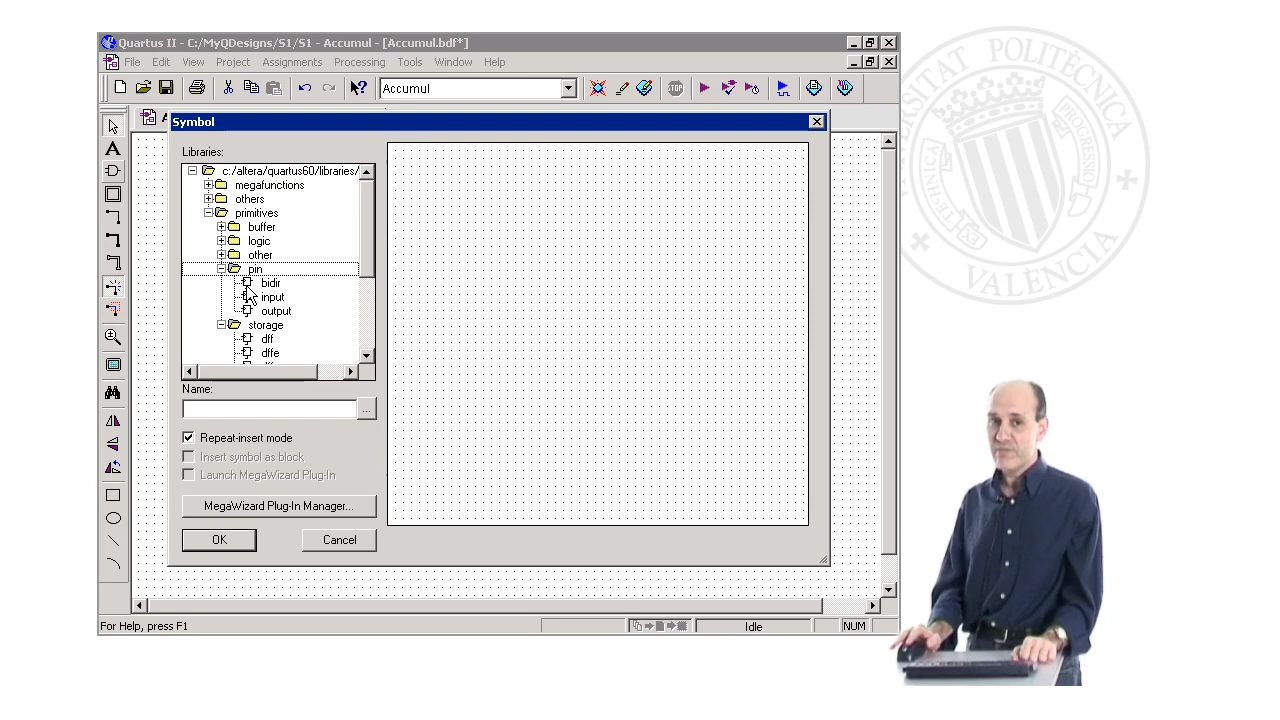 Quartus II - C:/MyQDesigns/S1/S1 - Accumul - [Accumul.bdf*]
File Edit View Project Assignments Processing Tools Window Help
Accumul
STOP
A
Symbol
Libraries:
c:/altera/quartus60/libraries/
megafunctions
others
primitives
buffer
logic
other
pin
bidir
input
output
storage
dff
dffe
Name:
...
Repeat-insert mode
Insert symbol as block
Launch MegaWizard Plug-In
MegaWizard Plug-In Manager...
OK Cancel
For Help, press F1
Idle
NUM
POLITÈCNICA
VALÈNCIA